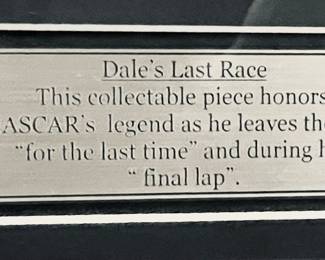 Dale's Last Race
This collectable piece honors
ASCAR's legend as he leaves the
"for the last time" and during h
" final lap".